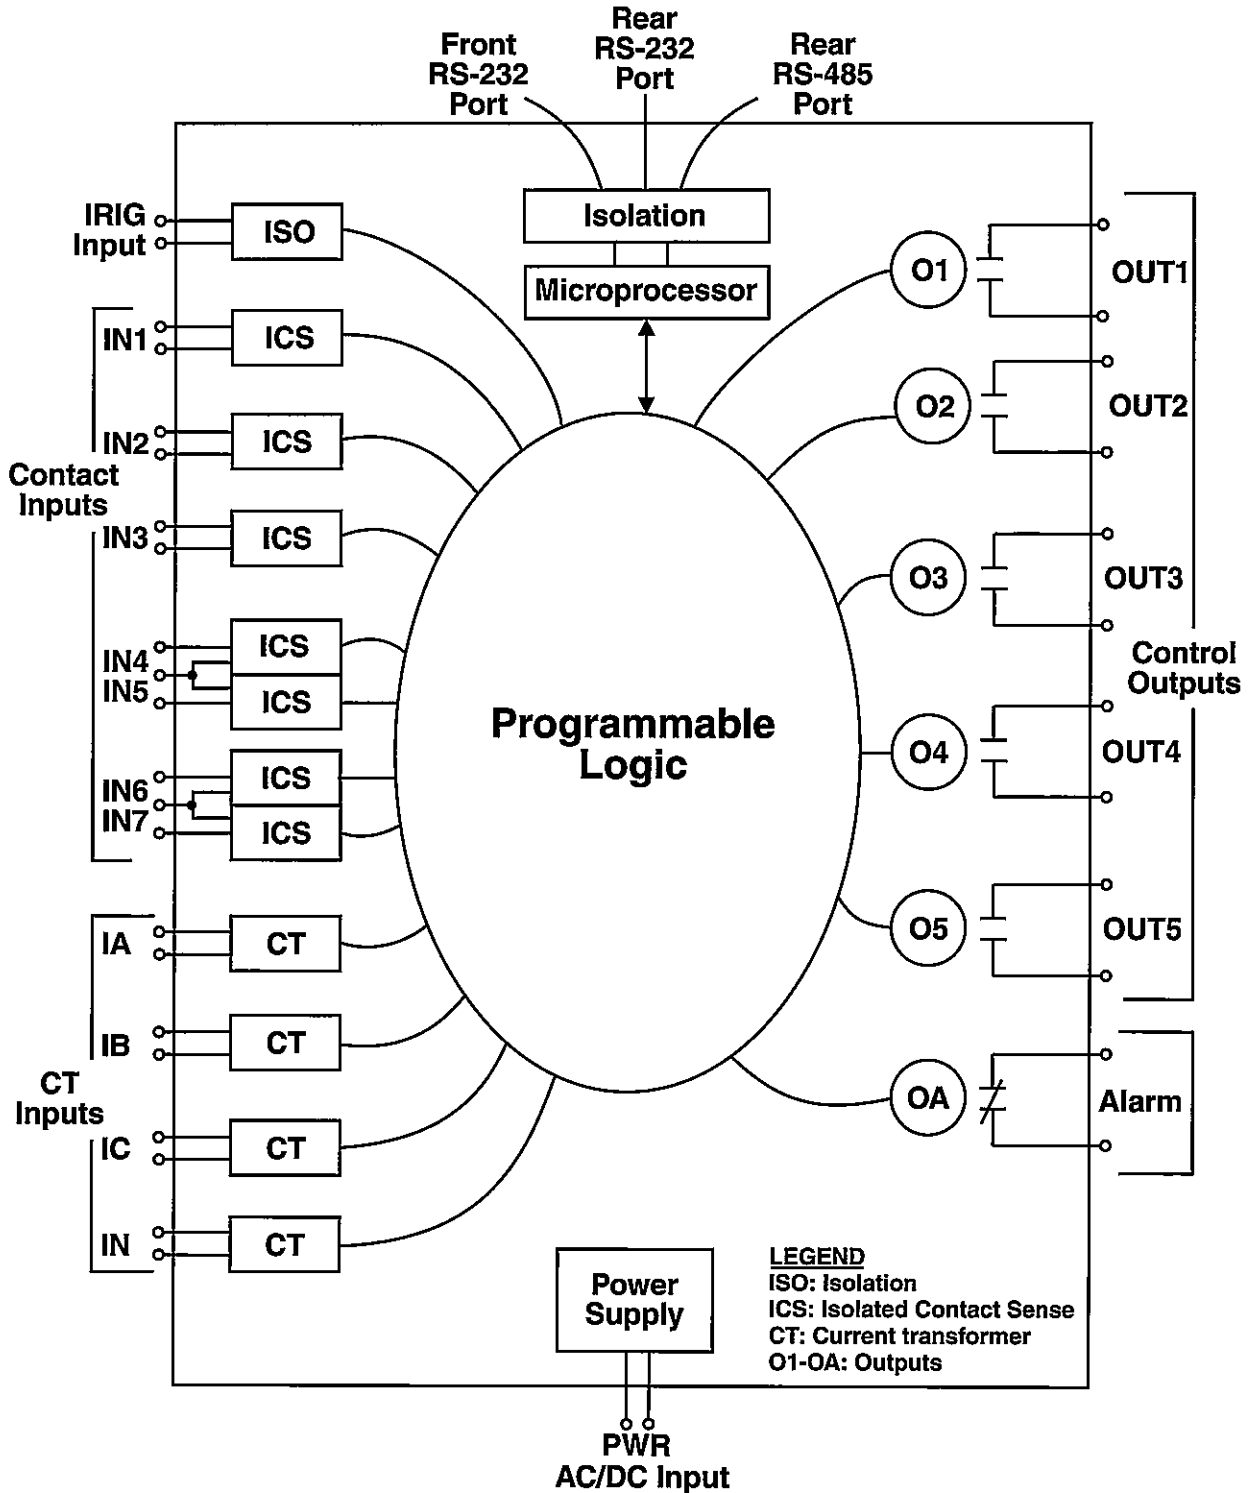 Front
RS-232
Port
Rear
RS-232
Port
Rear
RS-485
Port
IRIG
Input
ISO
Isolation
Microprocessor
O1
OUT1
Contact
Inputs
IN1
ICS
IN2
ICS
IN3
ICS
IN4
ICS
IN5
ICS
IN6
ICS
IN7
ICS
Programmable
Logic
O2
OUT2
O3
OUT3
Control
Outputs
O4
OUT4
O5
OUT5
CT
Inputs
IA
CT
IB
CT
IC
CT
IN
CT
OA
Alarm
Power
Supply
LEGEND
ISO: Isolation
ICS: Isolated Contact Sense
CT: Current transformer
O1-OA: Outputs
PWR
AC/DC Input